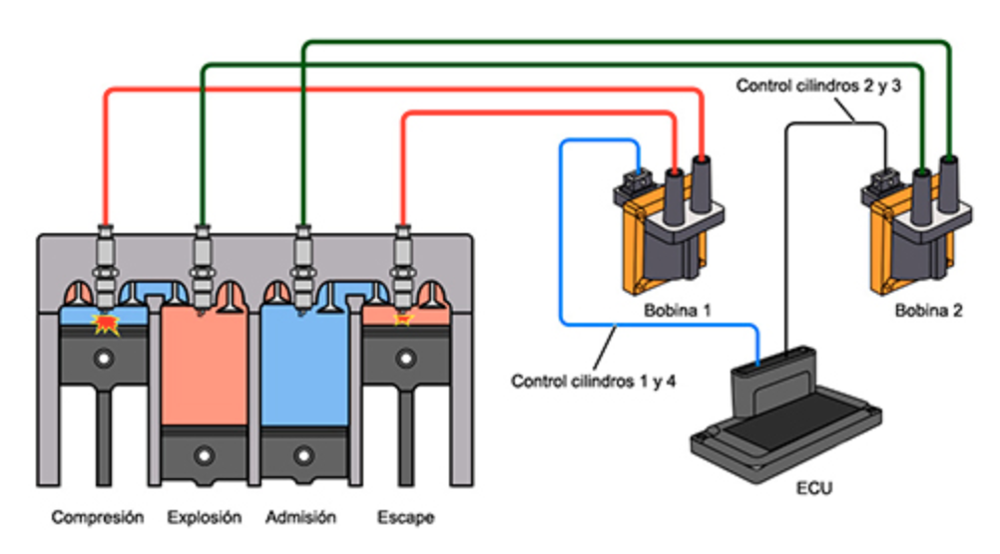 Control cilindros 2 y 3
Bobina 1
Bobina 2
Control cilindros 1 y 4
ECU
Compresión
Explosión
Admisión
Escape